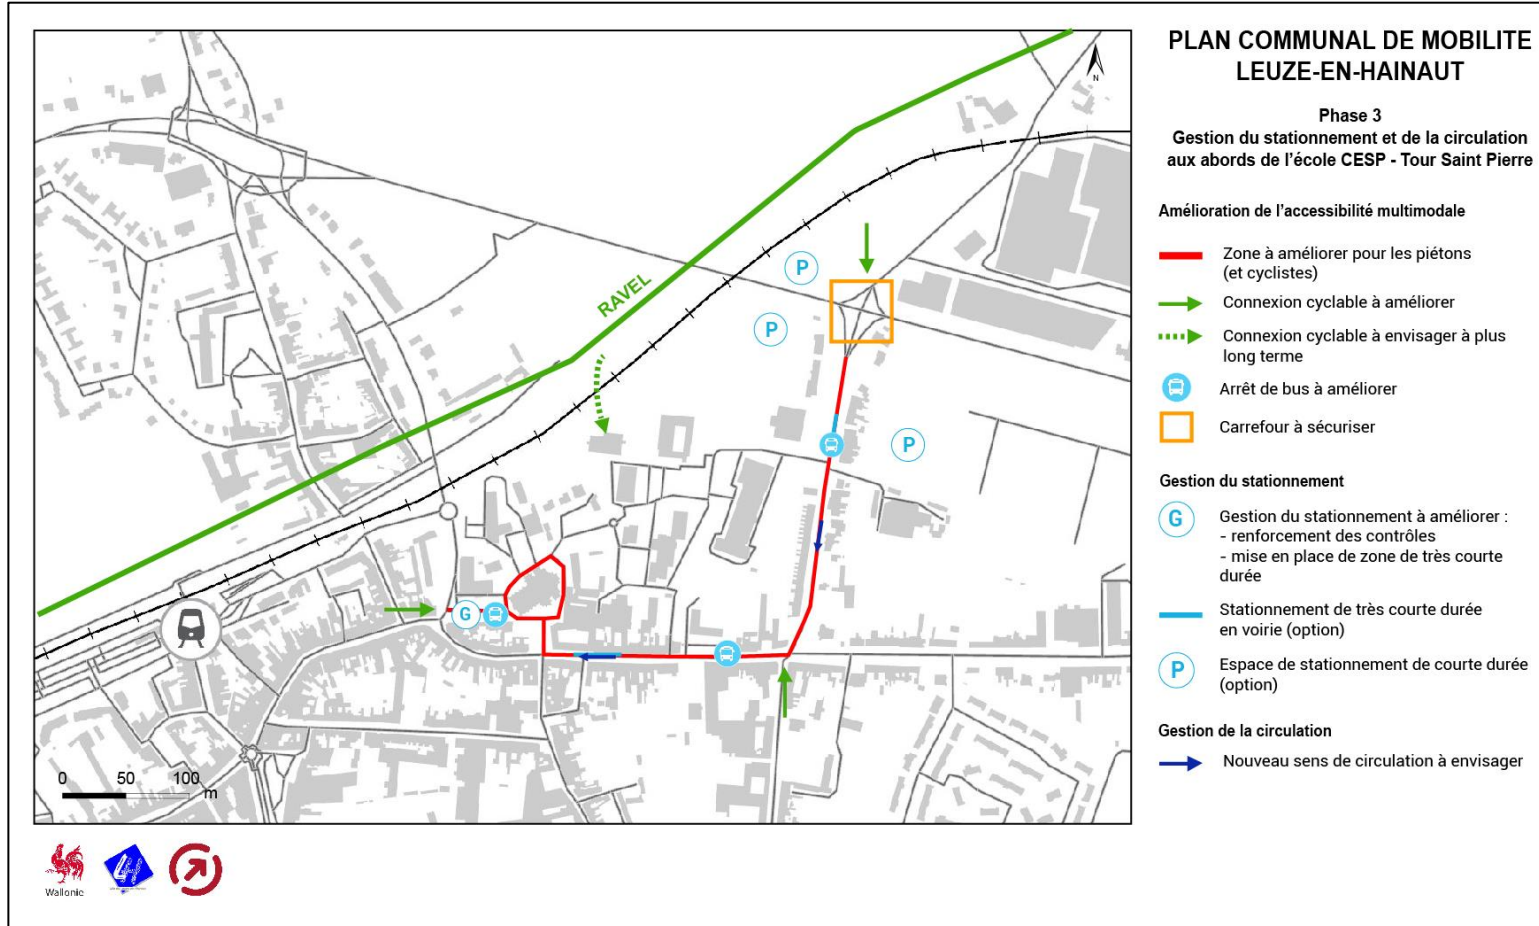 PLAN COMMUNAL DE MOBILITE
LEUZE-EN-HAINAUT
Phase 3
Gestion du stationnement et de la circulation
aux abords de l'école CESP - Tour Saint Pierre
Amélioration de l'accessibilité multimodale
Zone à améliorer pour les piétons
(et cyclistes)
Connexion cyclable à améliorer
Connexion cyclable à envisager à plus
long terme
Arrêt de bus à améliorer
Carrefour à sécuriser
Gestion du stationnement
G
Gestion du stationnement à améliorer :
- renforcement des contrôles
- mise en place de zone de très courte
durée
Stationnement de très courte durée
en voirie (option)
P
Espace de stationnement de courte durée
(option)
Gestion de la circulation
Nouveau sens de circulation à envisager
N
RAVEL
P
P
P
G
0 50 100
m
Wallonie